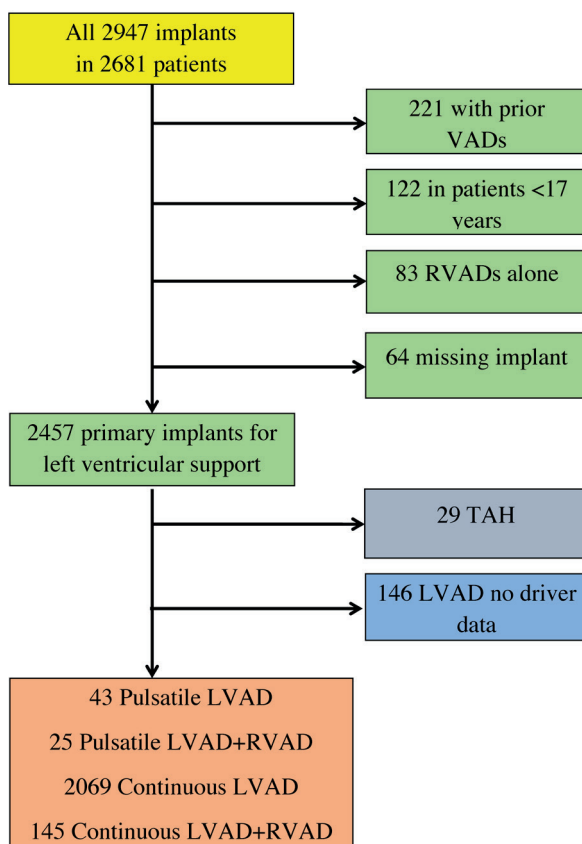 All 2947 implants
in 2681 patients
221 with prior
VADs
122 in patients <17
years
83 RVADs alone
64 missing implant
2457 primary implants for
left ventricular support
29 TAH
146 LVAD no driver
data
43 Pulsatile LVAD
25 Pulsatile LVAD+RVAD
2069 Continuous LVAD
145 Continuous LVAD+RVAD